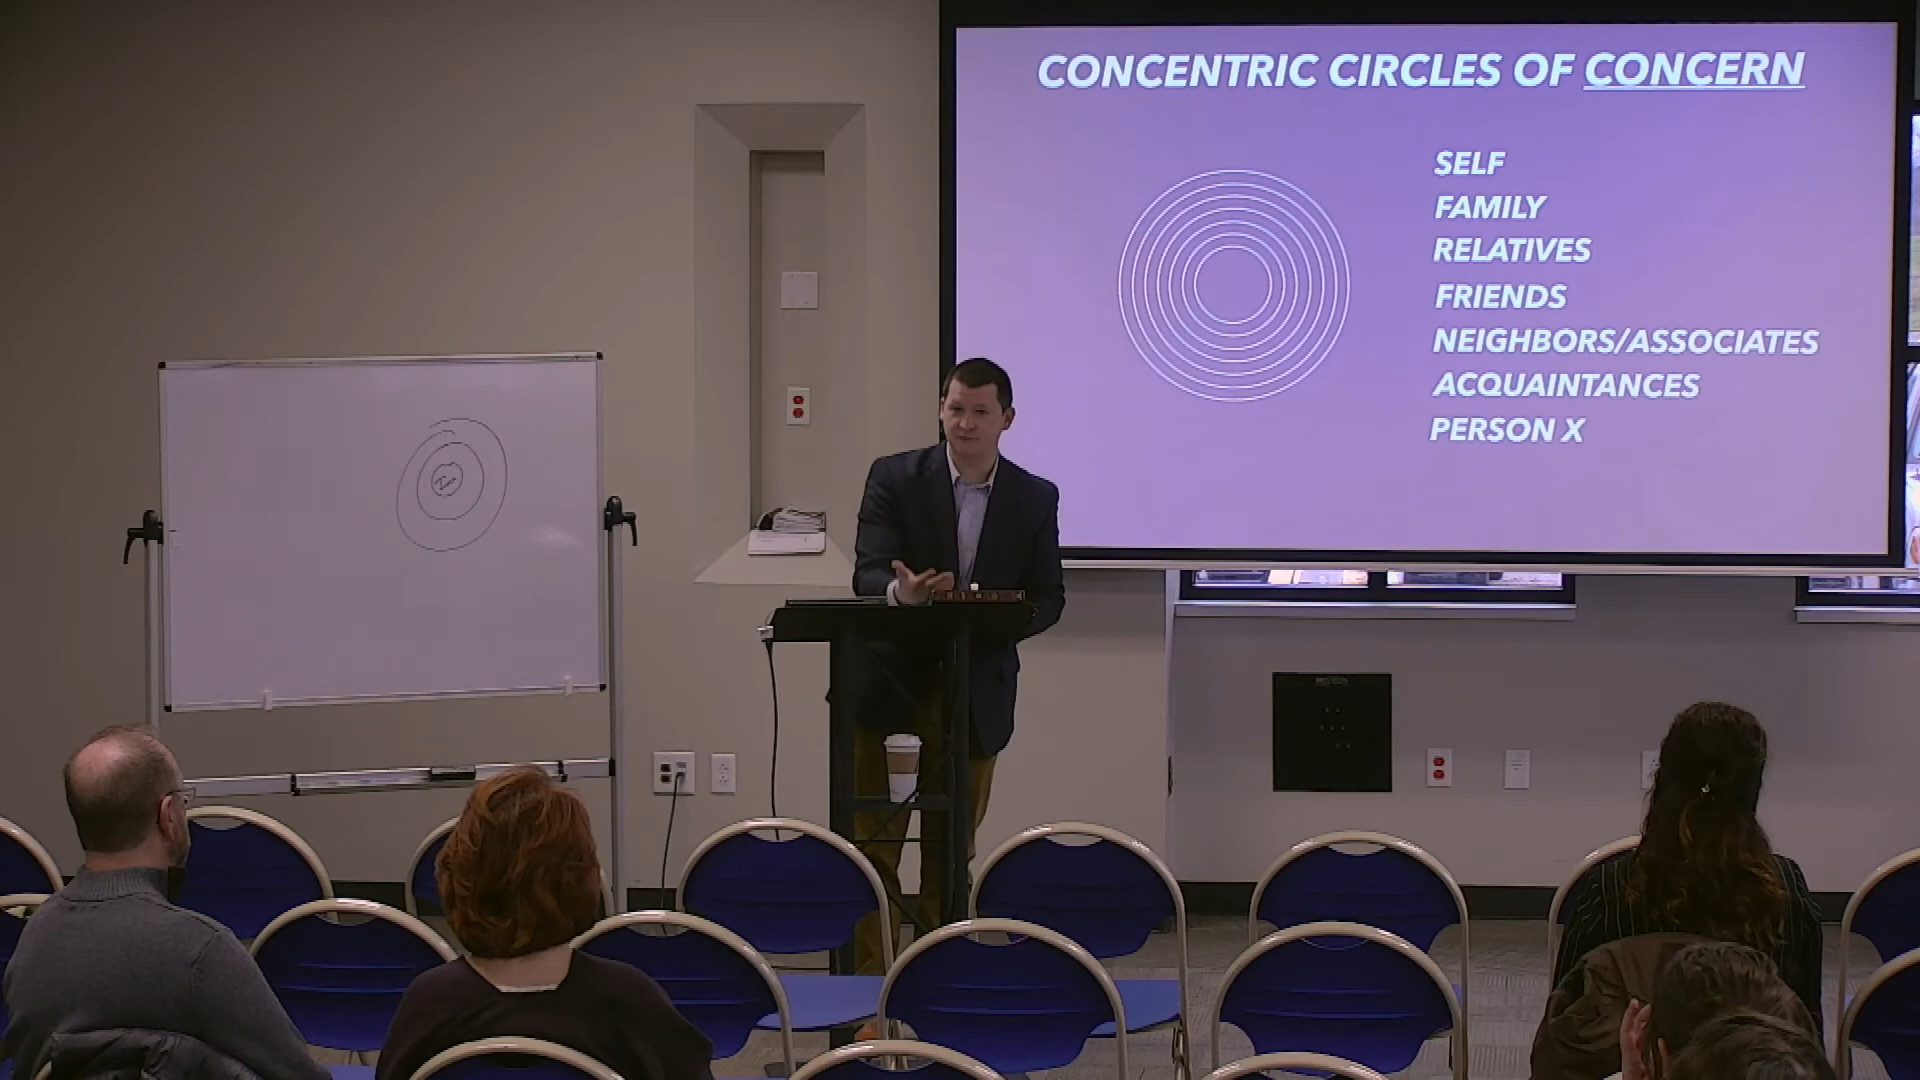 CONCENTRIC CIRCLES OF CONCERN
SELF
FAMILY
RELATIVES
FRIENDS
NEIGHBORS/ASSOCIATES
ACQUAINTANCES
PERSON X